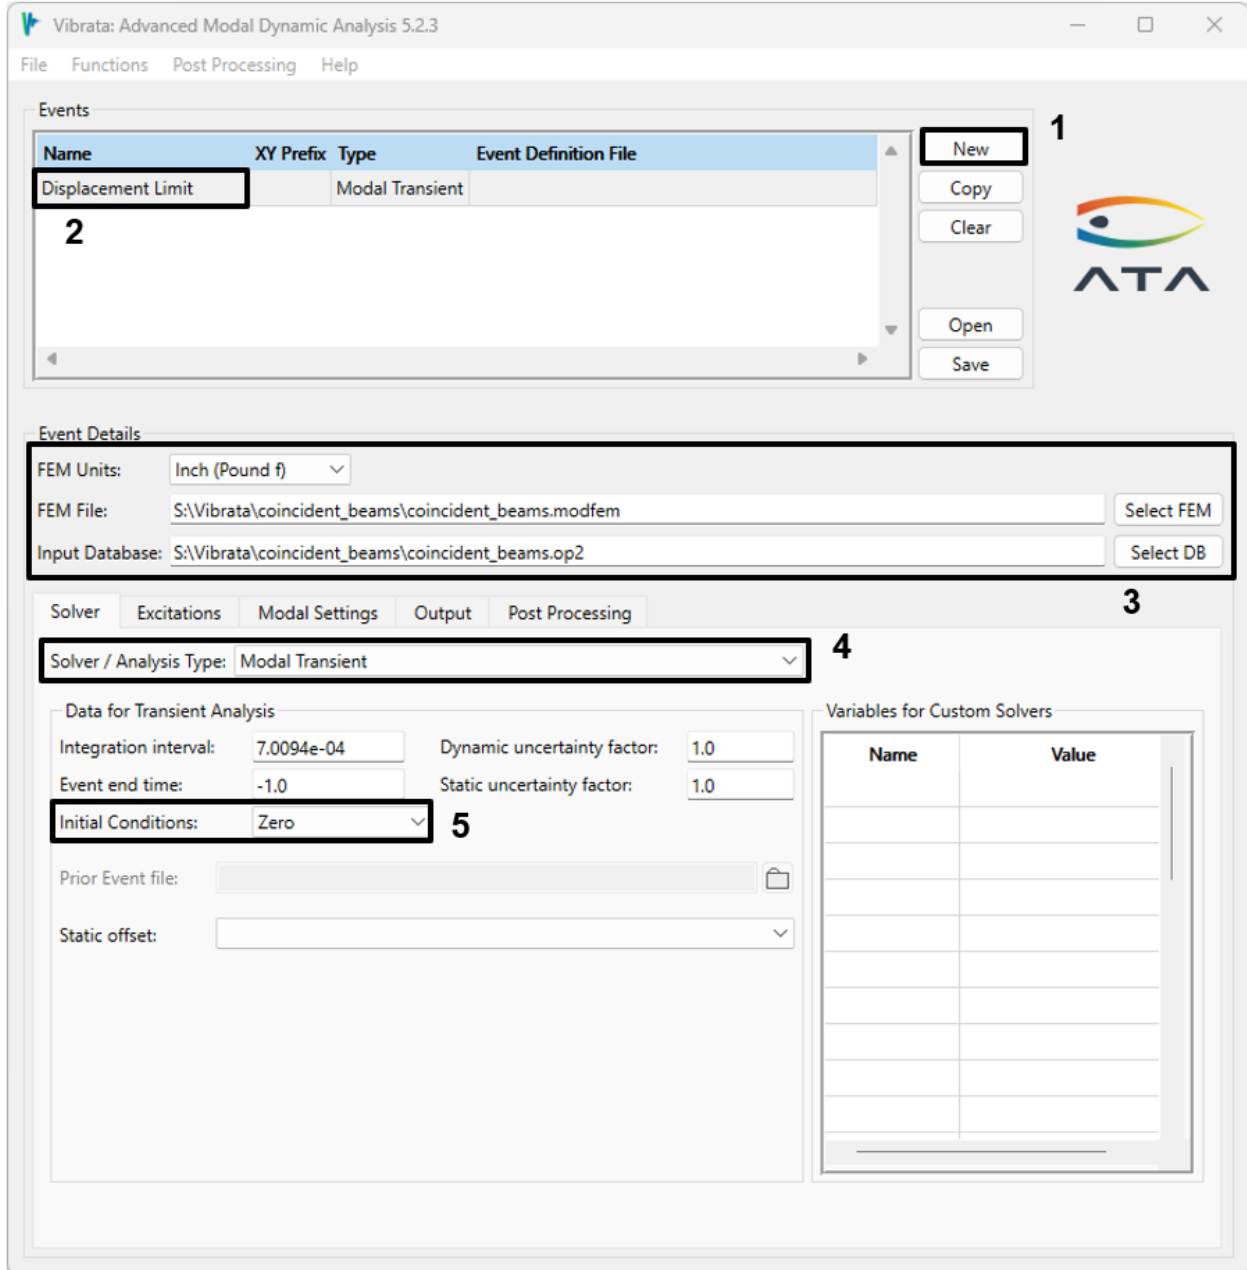 Vibrata: Advanced Modal Dynamic Analysis 5.2.3
File Functions Post Processing Help
Events
1
Name XY Prefix Type Event Definition File
New
Displacement Limit Modal Transient
Copy
2
Clear
ATA
Open
Save
Event Details
FEM Units: Inch (Pound f)
FEM File: S:\Vibrata\coincident_beams\coincident_beams.modfem Select FEM
Input Database: S:\Vibrata\coincident_beams\coincident_beams.op2 Select DB
3
Solver Excitations Modal Settings Output Post Processing
4
Solver / Analysis Type: Modal Transient
Data for Transient Analysis
Integration interval: 7.0094e-04 Dynamic uncertainty factor: 1.0
Event end time: -1.0 Static uncertainty factor: 1.0
Initial Conditions: Zero 5
Prior Event file:
Static offset:
Variables for Custom Solvers
Name Value